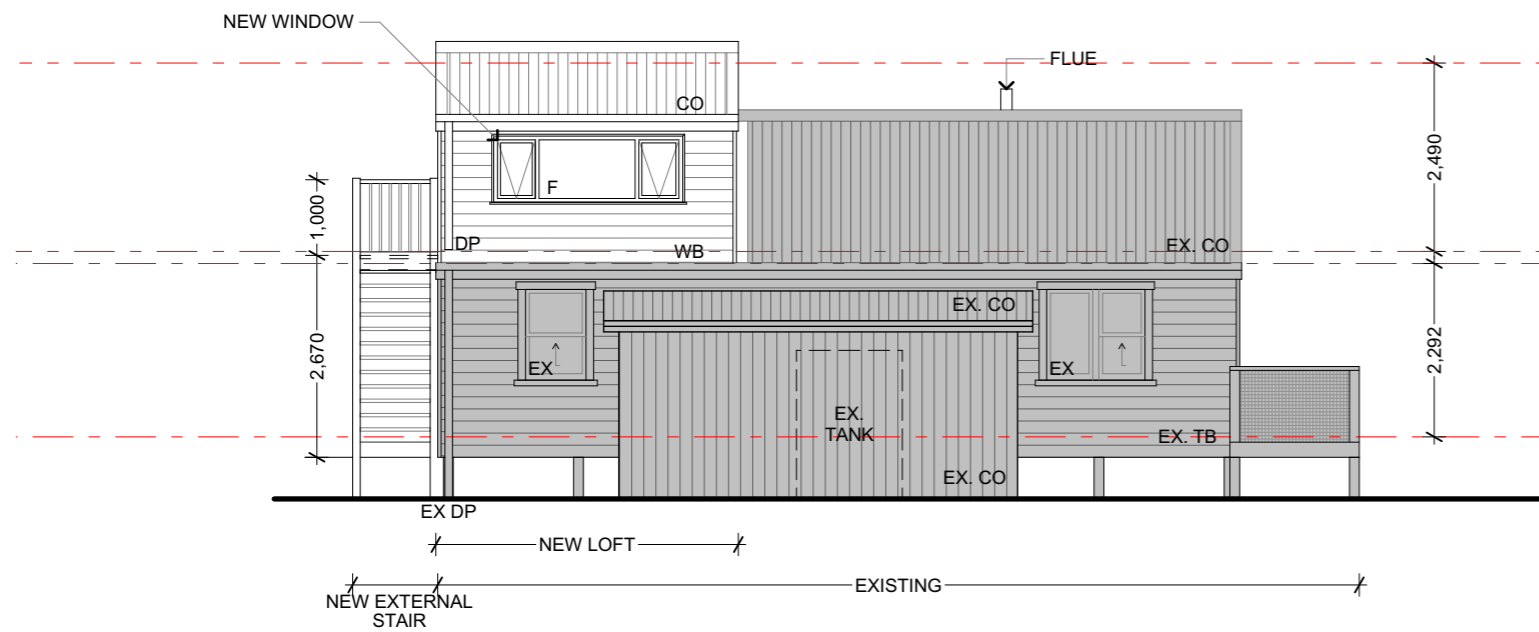 NEW WINDOW
FLUE
CO
2,490
F
1,000
DP
WB
EX. CO
EX. CO
2,670
2,292
EX
EX
EX.
TANK
EX. TB
EX. CO
EX DP
NEW LOFT
EXISTING
NEW EXTERNAL
STAIR